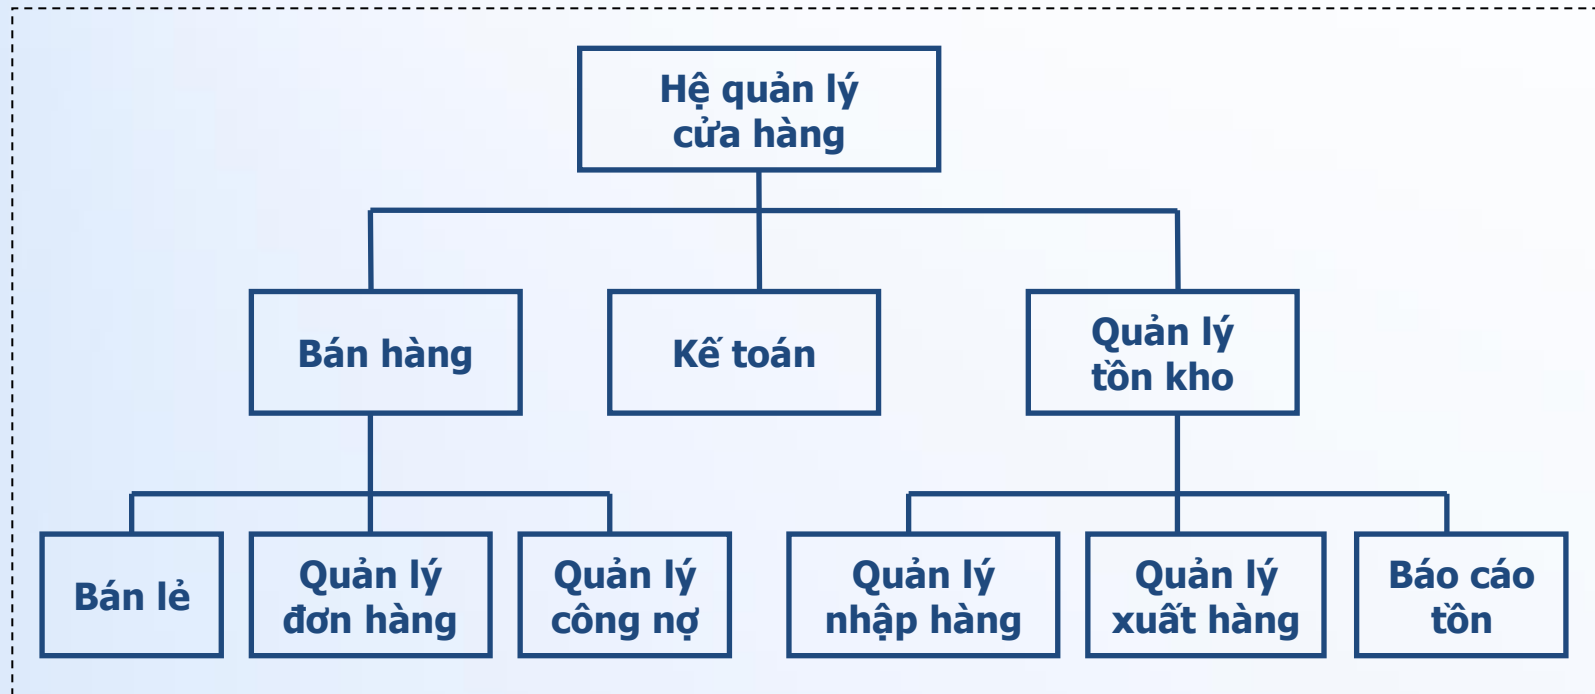 Hệ quản lý
cửa hàng
Bán hàng
Kế toán
Quản lý
tồn kho
Bán lẻ
Quản lý
đơn hàng
Quản lý
công nợ
Quản lý
nhập hàng
Quản lý
xuất hàng
Báo cáo
tồn